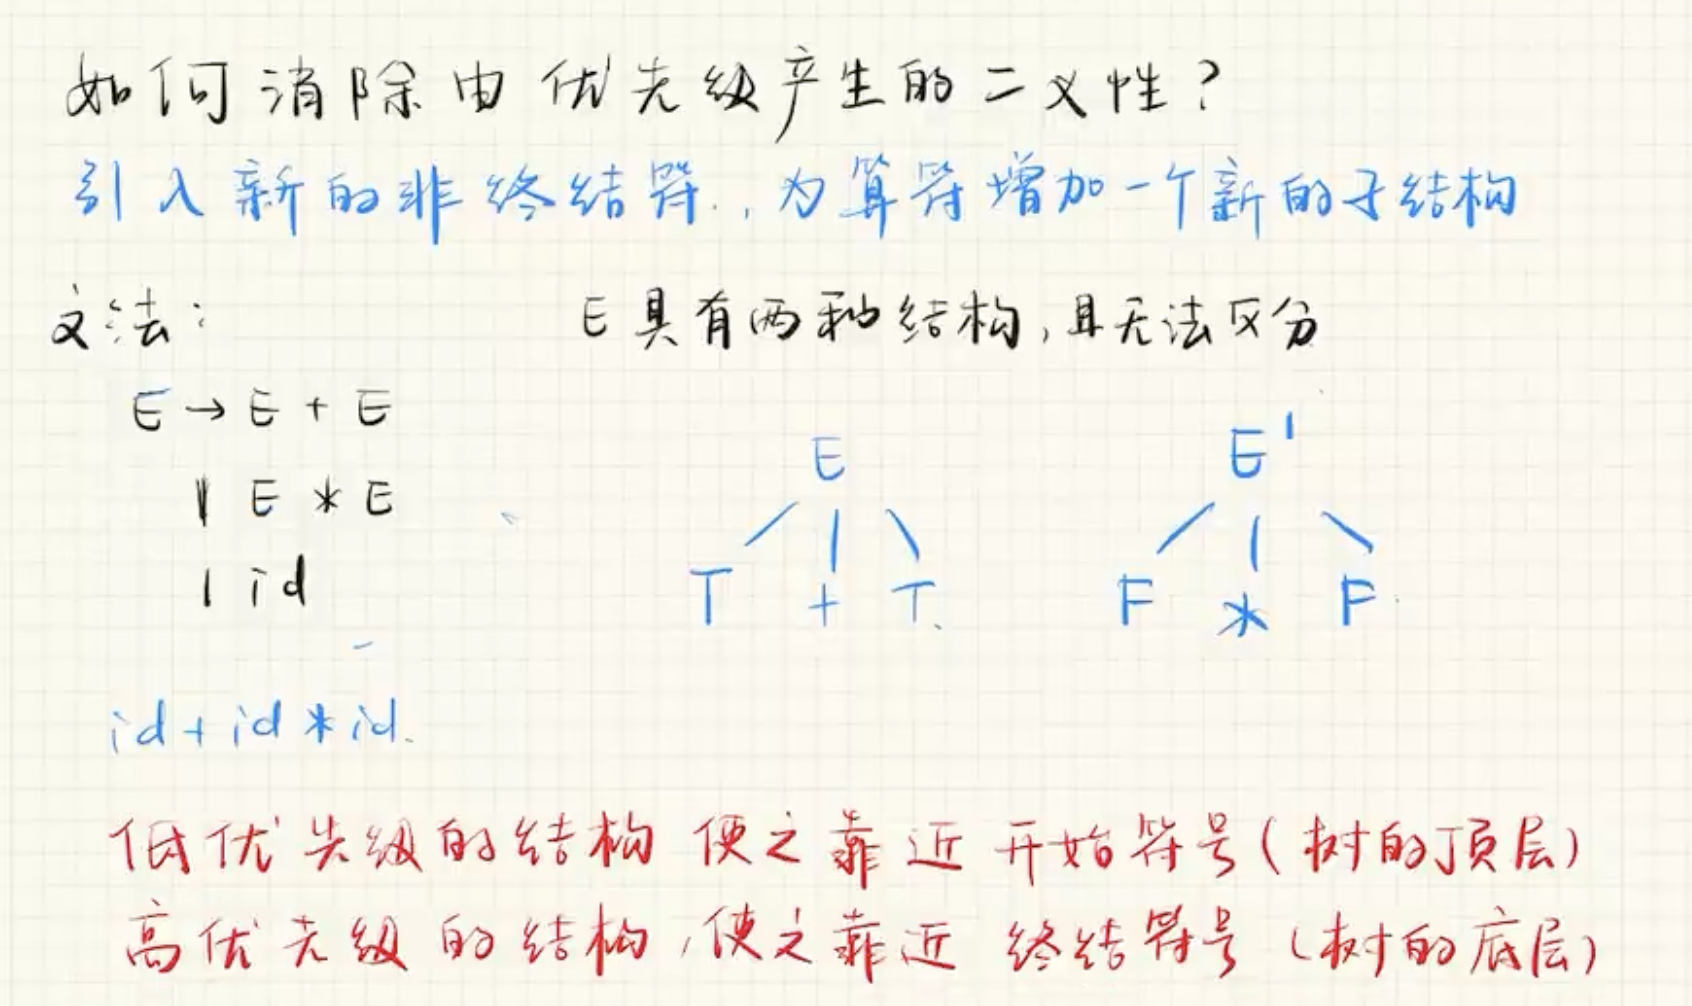 如何消除由优先级产生的二义性?
引入新的非终结符,为算符增加一个新的子结构
文法: E具有两种结构,且无法区分
E → E + E
| E * E
| id
E E'
T + T F * F
id + id * id
低优先级的结构 使之靠近 开始符号(树的顶层)
高优先级的结构,使之靠近 终结符号(树的底层)